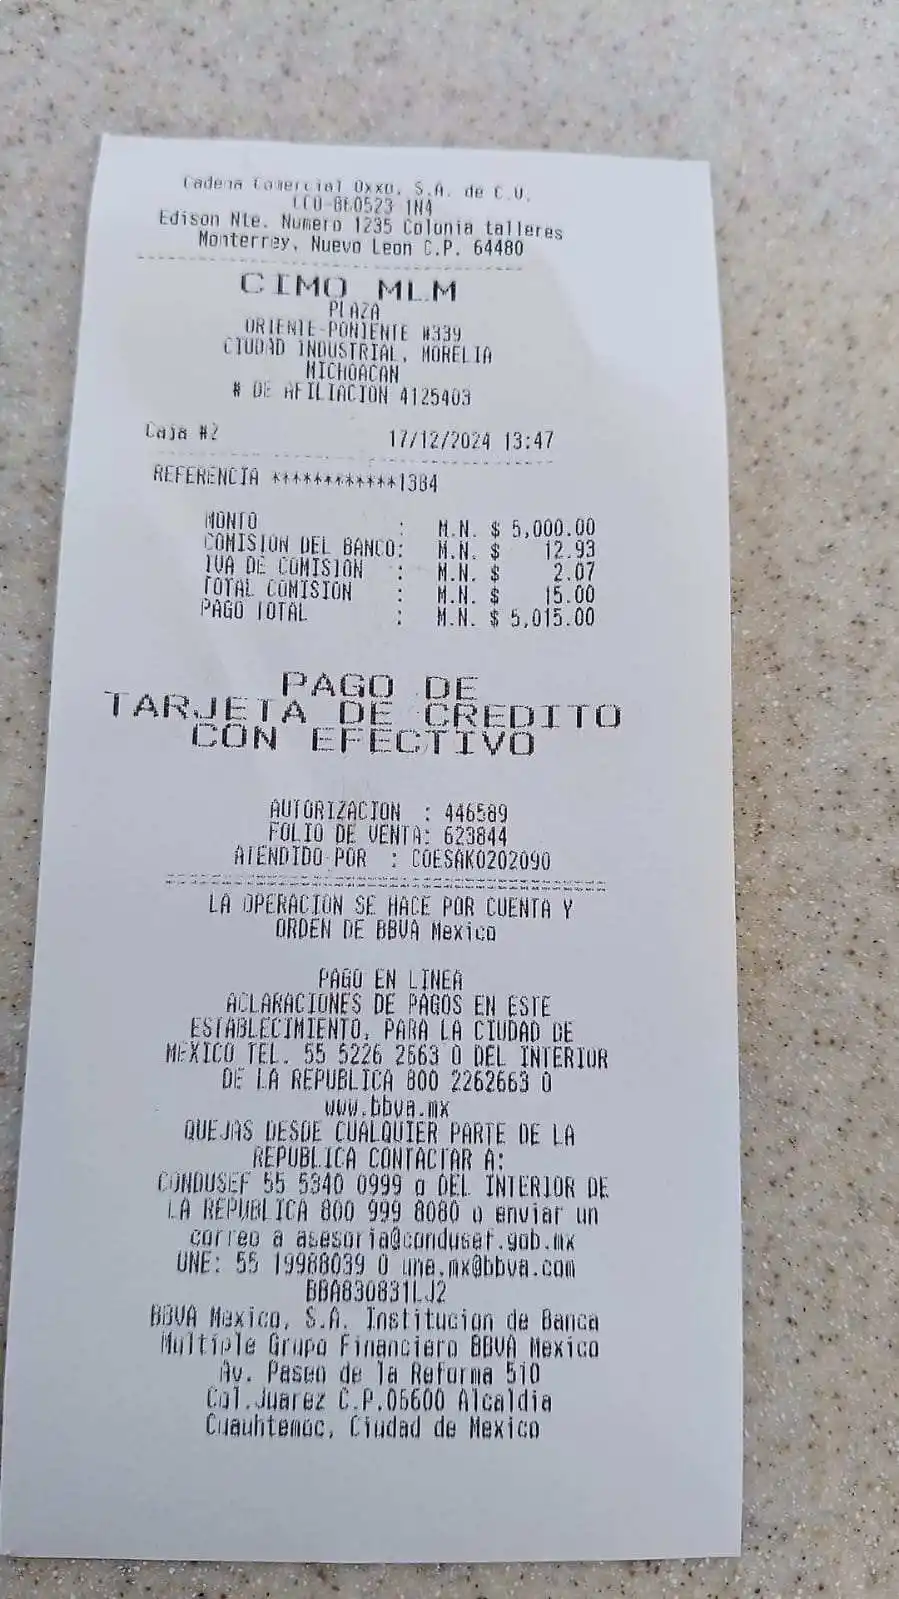 Cadena Comercial Oxxo, S.A. de C.V.
CCO-860523 1N4
Edison Nte. Numero 1235 Colonia talleres
Monterrey, Nuevo Leon C.P. 64480
CIMO MLM
PLAZA
ORIENTE-PONIENTE #339
CIUDAD INDUSTRIAL, MORELIA
MICHOACAN
# DE AFILIACION 4125403
Caja #2 17/12/2024 13:47
REFERENCIA ************1384
MONTO : M.N. $ 5,000.00
COMISION DEL BANCO: M.N. $ 12.93
IVA DE COMISION : M.N. $ 2.07
TOTAL COMISION : M.N. $ 15.00
PAGO TOTAL : M.N. $ 5,015.00
PAGO DE
TARJETA DE CREDITO
CON EFECTIVO
AUTORIZACION : 446589
FOLIO DE VENTA: 623844
ATENDIDO POR : COESAK0202090
LA OPERACION SE HACE POR CUENTA Y
ORDEN DE BBVA Mexico
PAGO EN LINEA
ACLARACIONES DE PAGOS EN ESTE
ESTABLECIMIENTO, PARA LA CIUDAD DE
MEXICO TEL. 55 5226 2663 O DEL INTERIOR
DE LA REPUBLICA 800 2262663 O
www.bbva.mx
QUEJAS DESDE CUALQUIER PARTE DE LA
REPUBLICA CONTACTAR A:
CONDUSEF 55 5340 0999 o DEL INTERIOR DE
LA REPUBLICA 800 999 8080 o enviar un
correo a asesoria@condusef.gob.mx
UNE: 55 19988039 O une.mx@bbva.com
BBA830831LJ2
BBVA Mexico, S.A. Institucion de Banca
Multiple Grupo Financiero BBVA Mexico
Av. Paseo de la Reforma 510
Col.Juarez C.P.06600 Alcaldia
Cuauhtemoc, Ciudad de Mexico